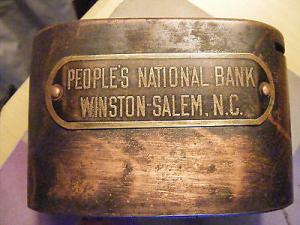 PEOPLE'S NATIONAL BANK
WINSTON-SALEM, N.C.